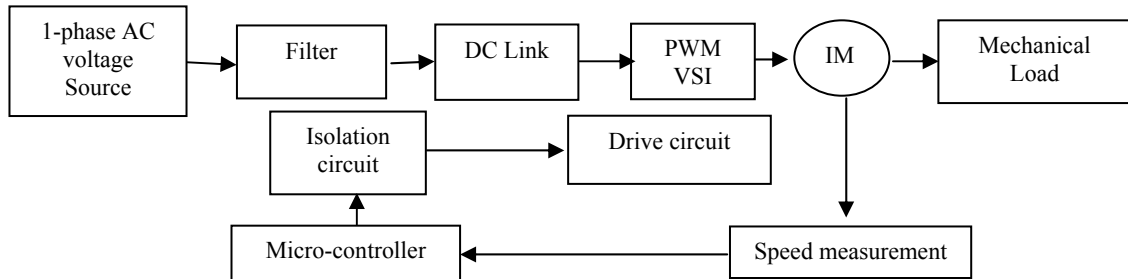 1-phase AC
voltage
Source
Filter
DC Link
PWM
VSI
IM
Mechanical
Load
Isolation
circuit
Drive circuit
Micro-controller
Speed measurement